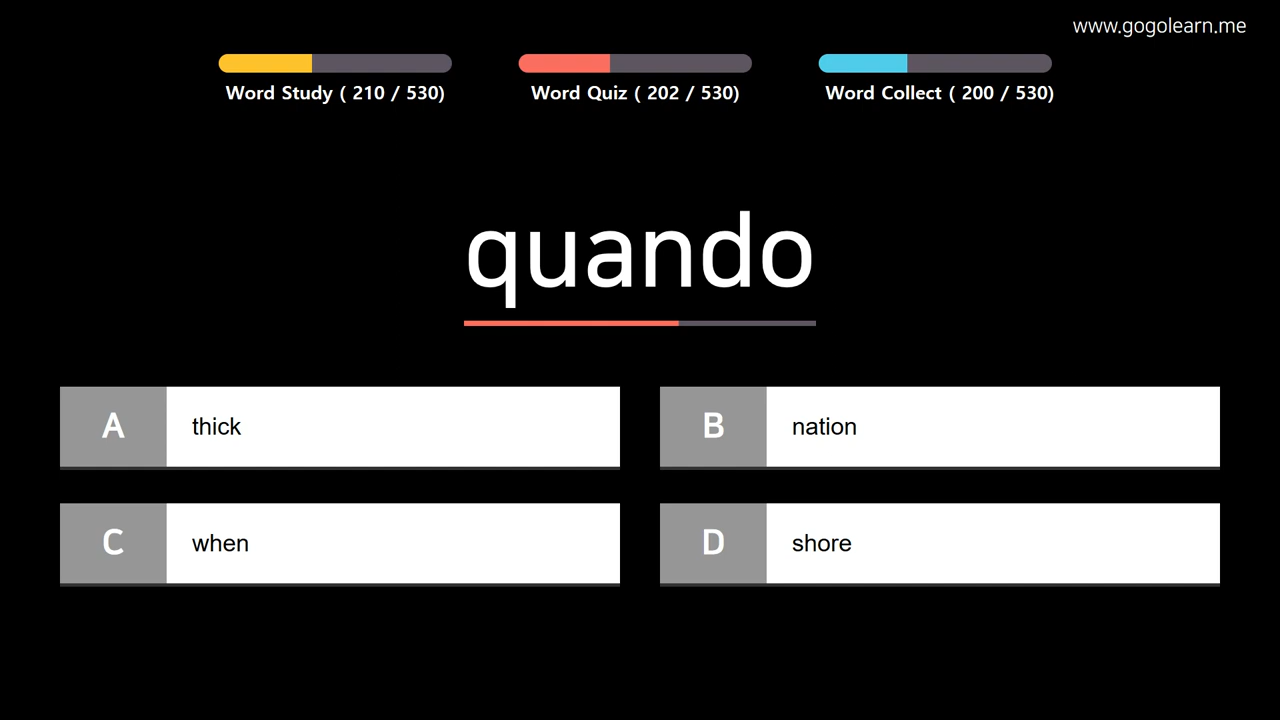 www.gogolearn.me
Word Study ( 210 / 530)
Word Quiz ( 202 / 530)
Word Collect ( 200 / 530)
quando
A thick
B nation
C when
D shore